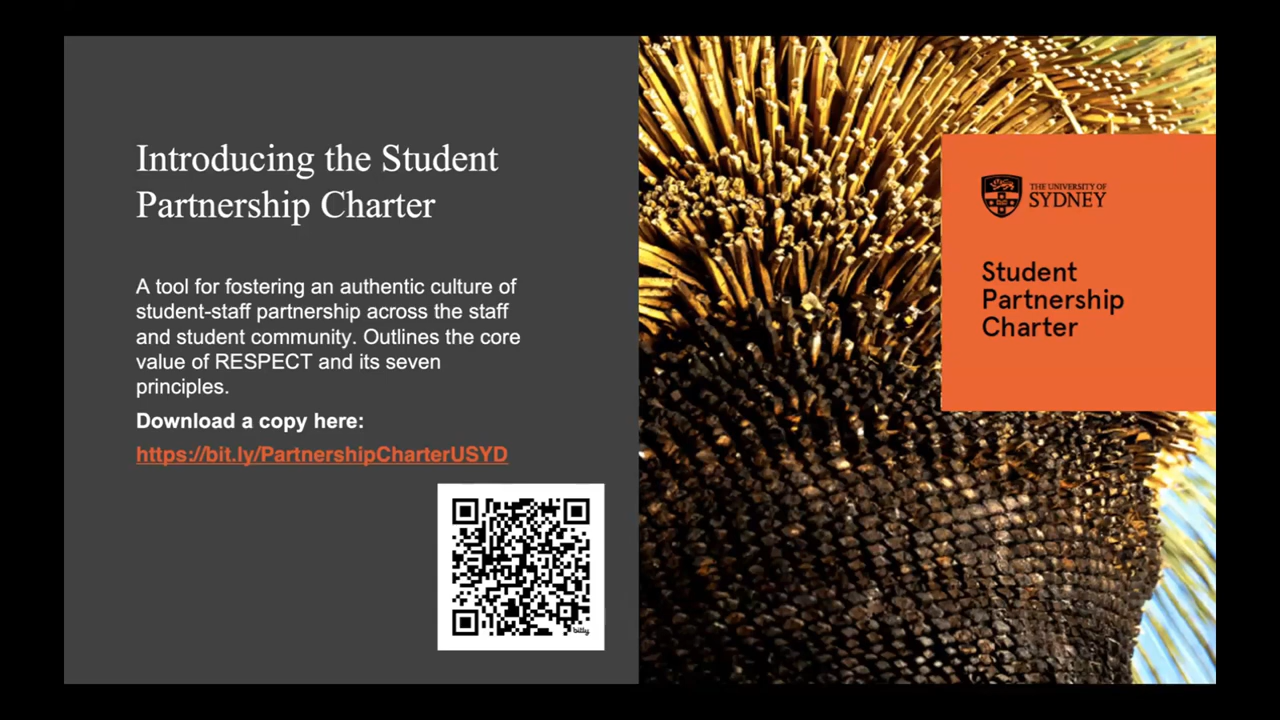 Introducing the Student
Partnership Charter
A tool for fostering an authentic culture of
student-staff partnership across the staff
and student community. Outlines the core
value of RESPECT and its seven
principles.
Download a copy here:
https://bit.ly/PartnershipCharterUSYD
bitly
THE UNIVERSITY OF
SYDNEY
Student
Partnership
Charter